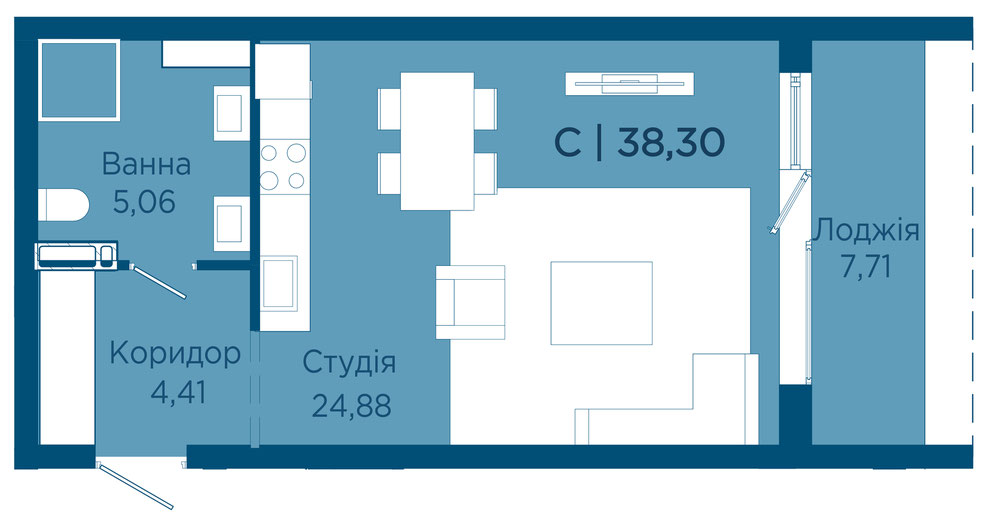 С | 38,30
Ванна
5,06
Лоджія
7,71
Коридор
4,41
Студія
24,88